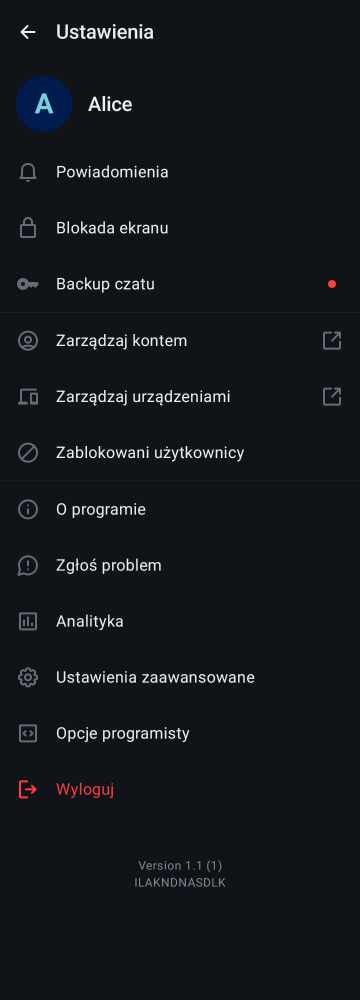 Ustawienia
A
Alice
Powiadomienia
Blokada ekranu
Backup czatu
Zarządzaj kontem
Zarządzaj urządzeniami
Zablokowani użytkownicy
O programie
Zgłoś problem
Analityka
Ustawienia zaawansowane
Opcje programisty
Wyloguj
Version 1.1 (1)
ILAKNDNASDLK